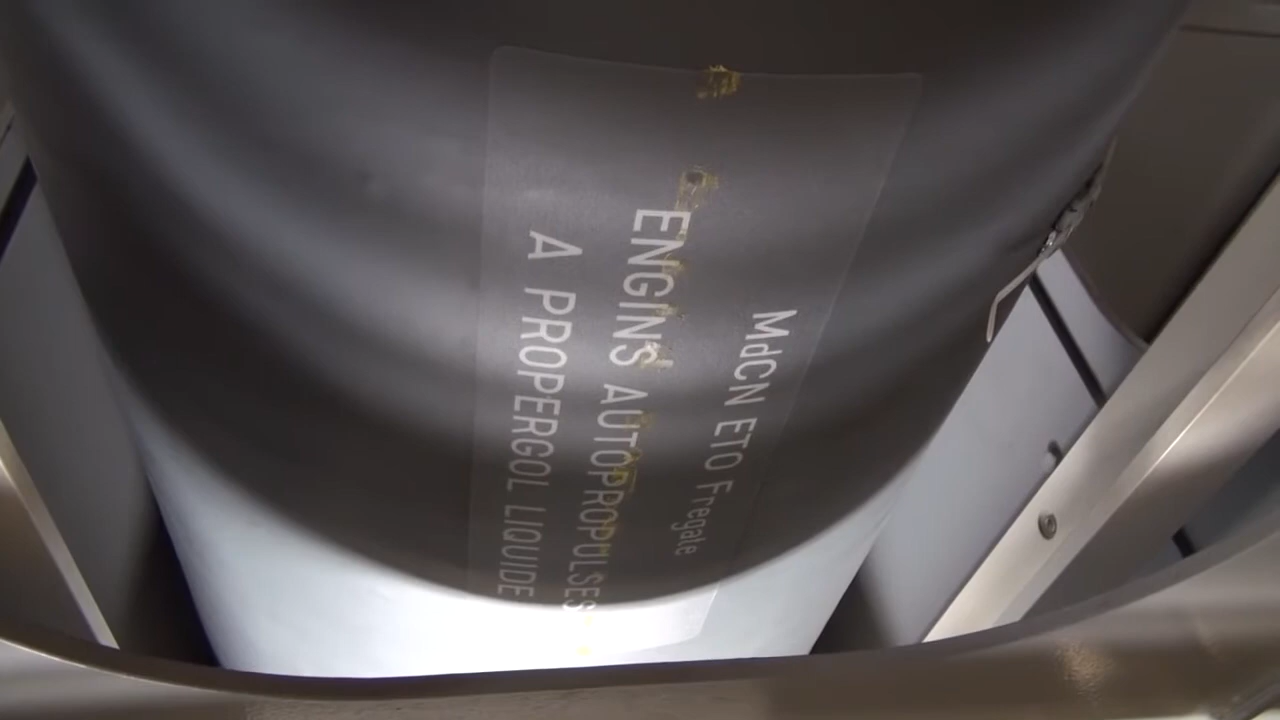 MdCN ETO Fregate
ENGINS AUTOPROPULSES
A PROPERGOL LIQUIDE